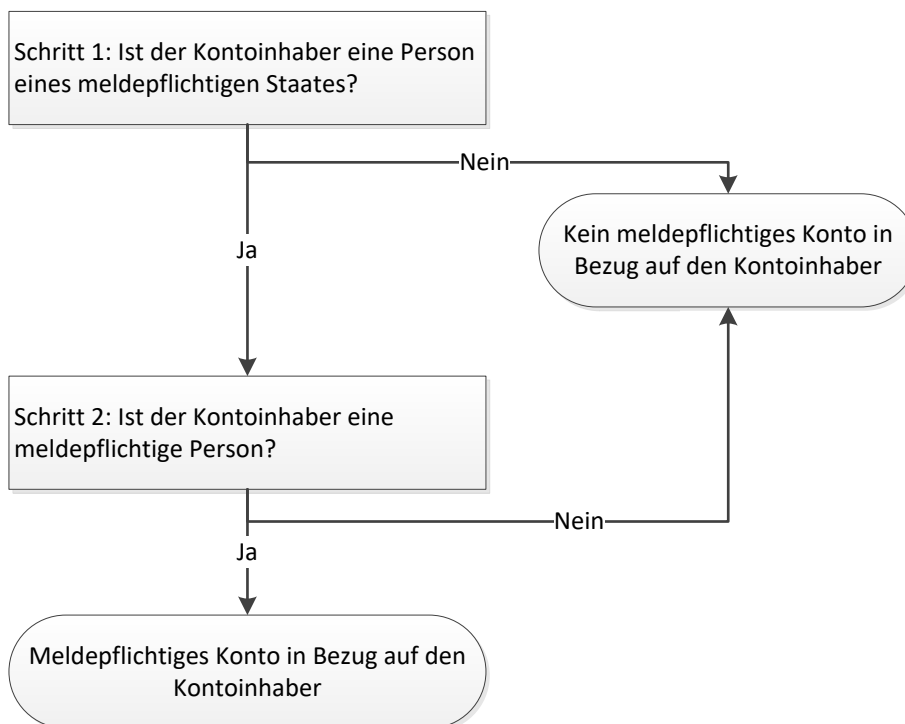 Schritt 1: Ist der Kontoinhaber eine Person
eines meldepflichtigen Staates?
Nein
Kein meldepflichtiges Konto in
Bezug auf den Kontoinhaber
Ja
Schritt 2: Ist der Kontoinhaber eine
meldepflichtige Person?
Nein
Ja
Meldepflichtiges Konto in Bezug auf den
Kontoinhaber